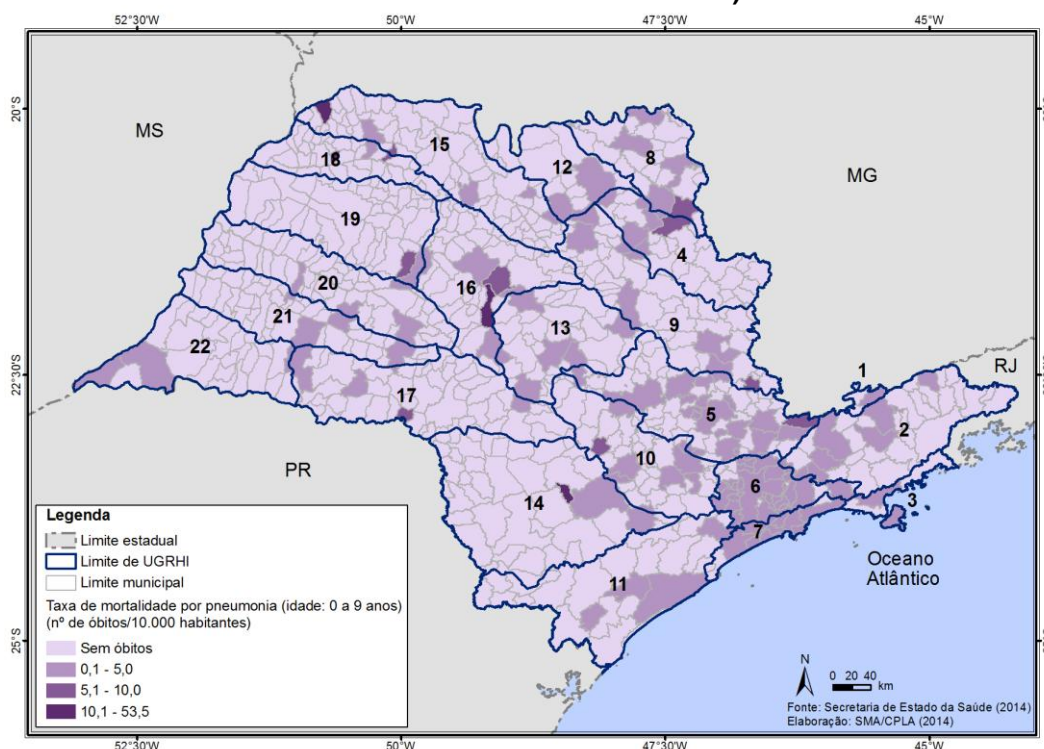 52°30'W 50°W 47°30'W 45°W
20°S
MS
15
12
8
18
MG
19
4
20
16
21
13
9
22
22°30'S
1
RJ
17
5
2
10
6
3
PR
14
7
Oceano
Atlântico
11
25°S
Legenda
Limite estadual
Limite de UGRHI
Limite municipal
Taxa de mortalidade por pneumonia (idade: 0 a 9 anos)
(nº de óbitos/10.000 habitantes)
Sem óbitos
0,1 - 5,0
5,1 - 10,0
10,1 - 53,5
N
0 20 40
km
Fonte: Secretaria de Estado da Saúde (2014)
Elaboração: SMA/CPLA (2014)
52°30'W 50°W 47°30'W 45°W